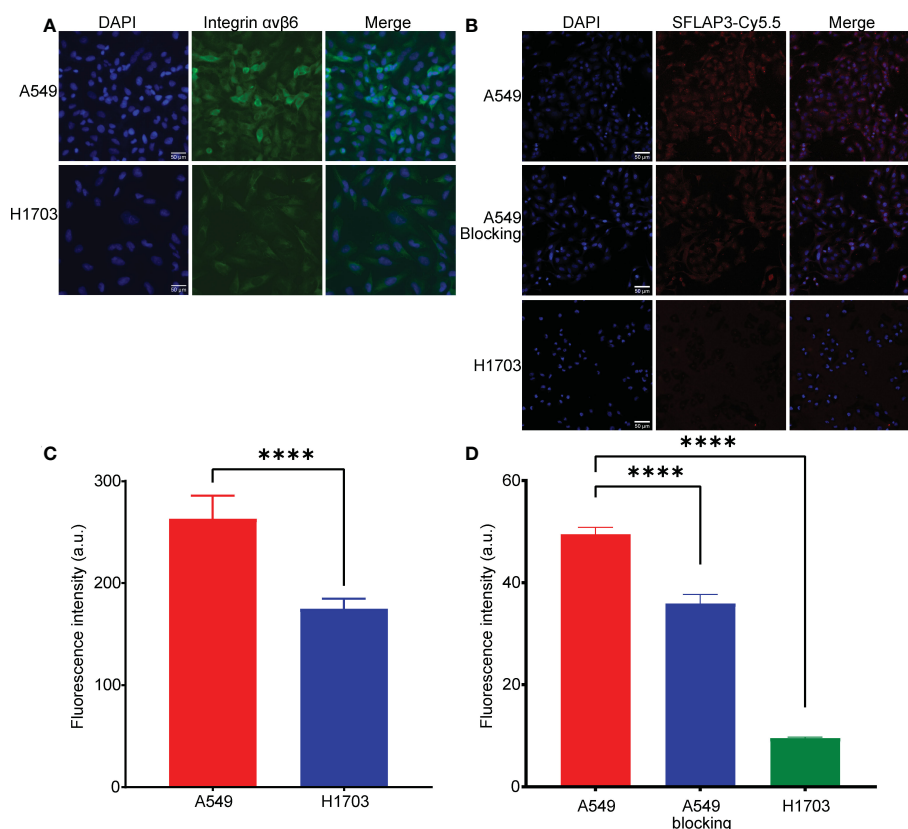 A
DAPI Integrin αvβ6 Merge
A549
50 μm
H1703
50 μm
B
DAPI SFLAP3-Cy5.5 Merge
A549
50 μm
A549
Blocking
50 μm
H1703
50 μm
C
****
300
200
100
0
Fluorescence intensity (a.u.)
A549 H1703
D
****
****
60
40
20
0
Fluorescence intensity (a.u.)
A549 A549 H1703
blocking